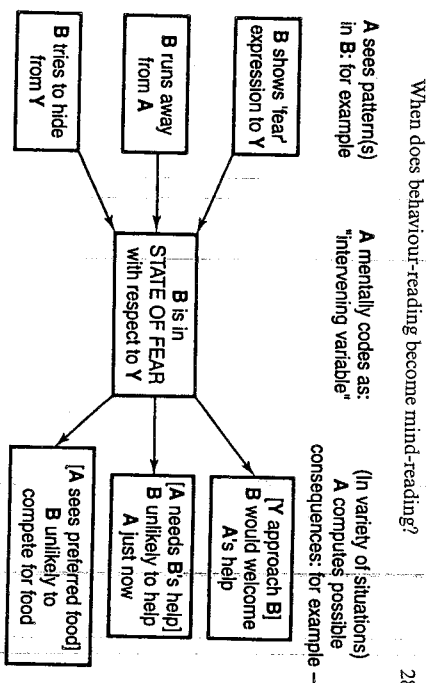 When does behaviour-reading become mind-reading?
28
A sees pattern(s)
in B: for example
B shows 'fear'
expression to Y
B runs away
from A
B tries to hide
from Y
A mentally codes as:
"intervening variable"
B is in
STATE OF FEAR
with respect to Y
(In variety of situations)
A computes possible
consequences: for example –
[Y approach B]
B would welcome
A's help
[A needs B's help]
B unlikely to help
A just now
[A sees preferred food]
B unlikely to
compete for food